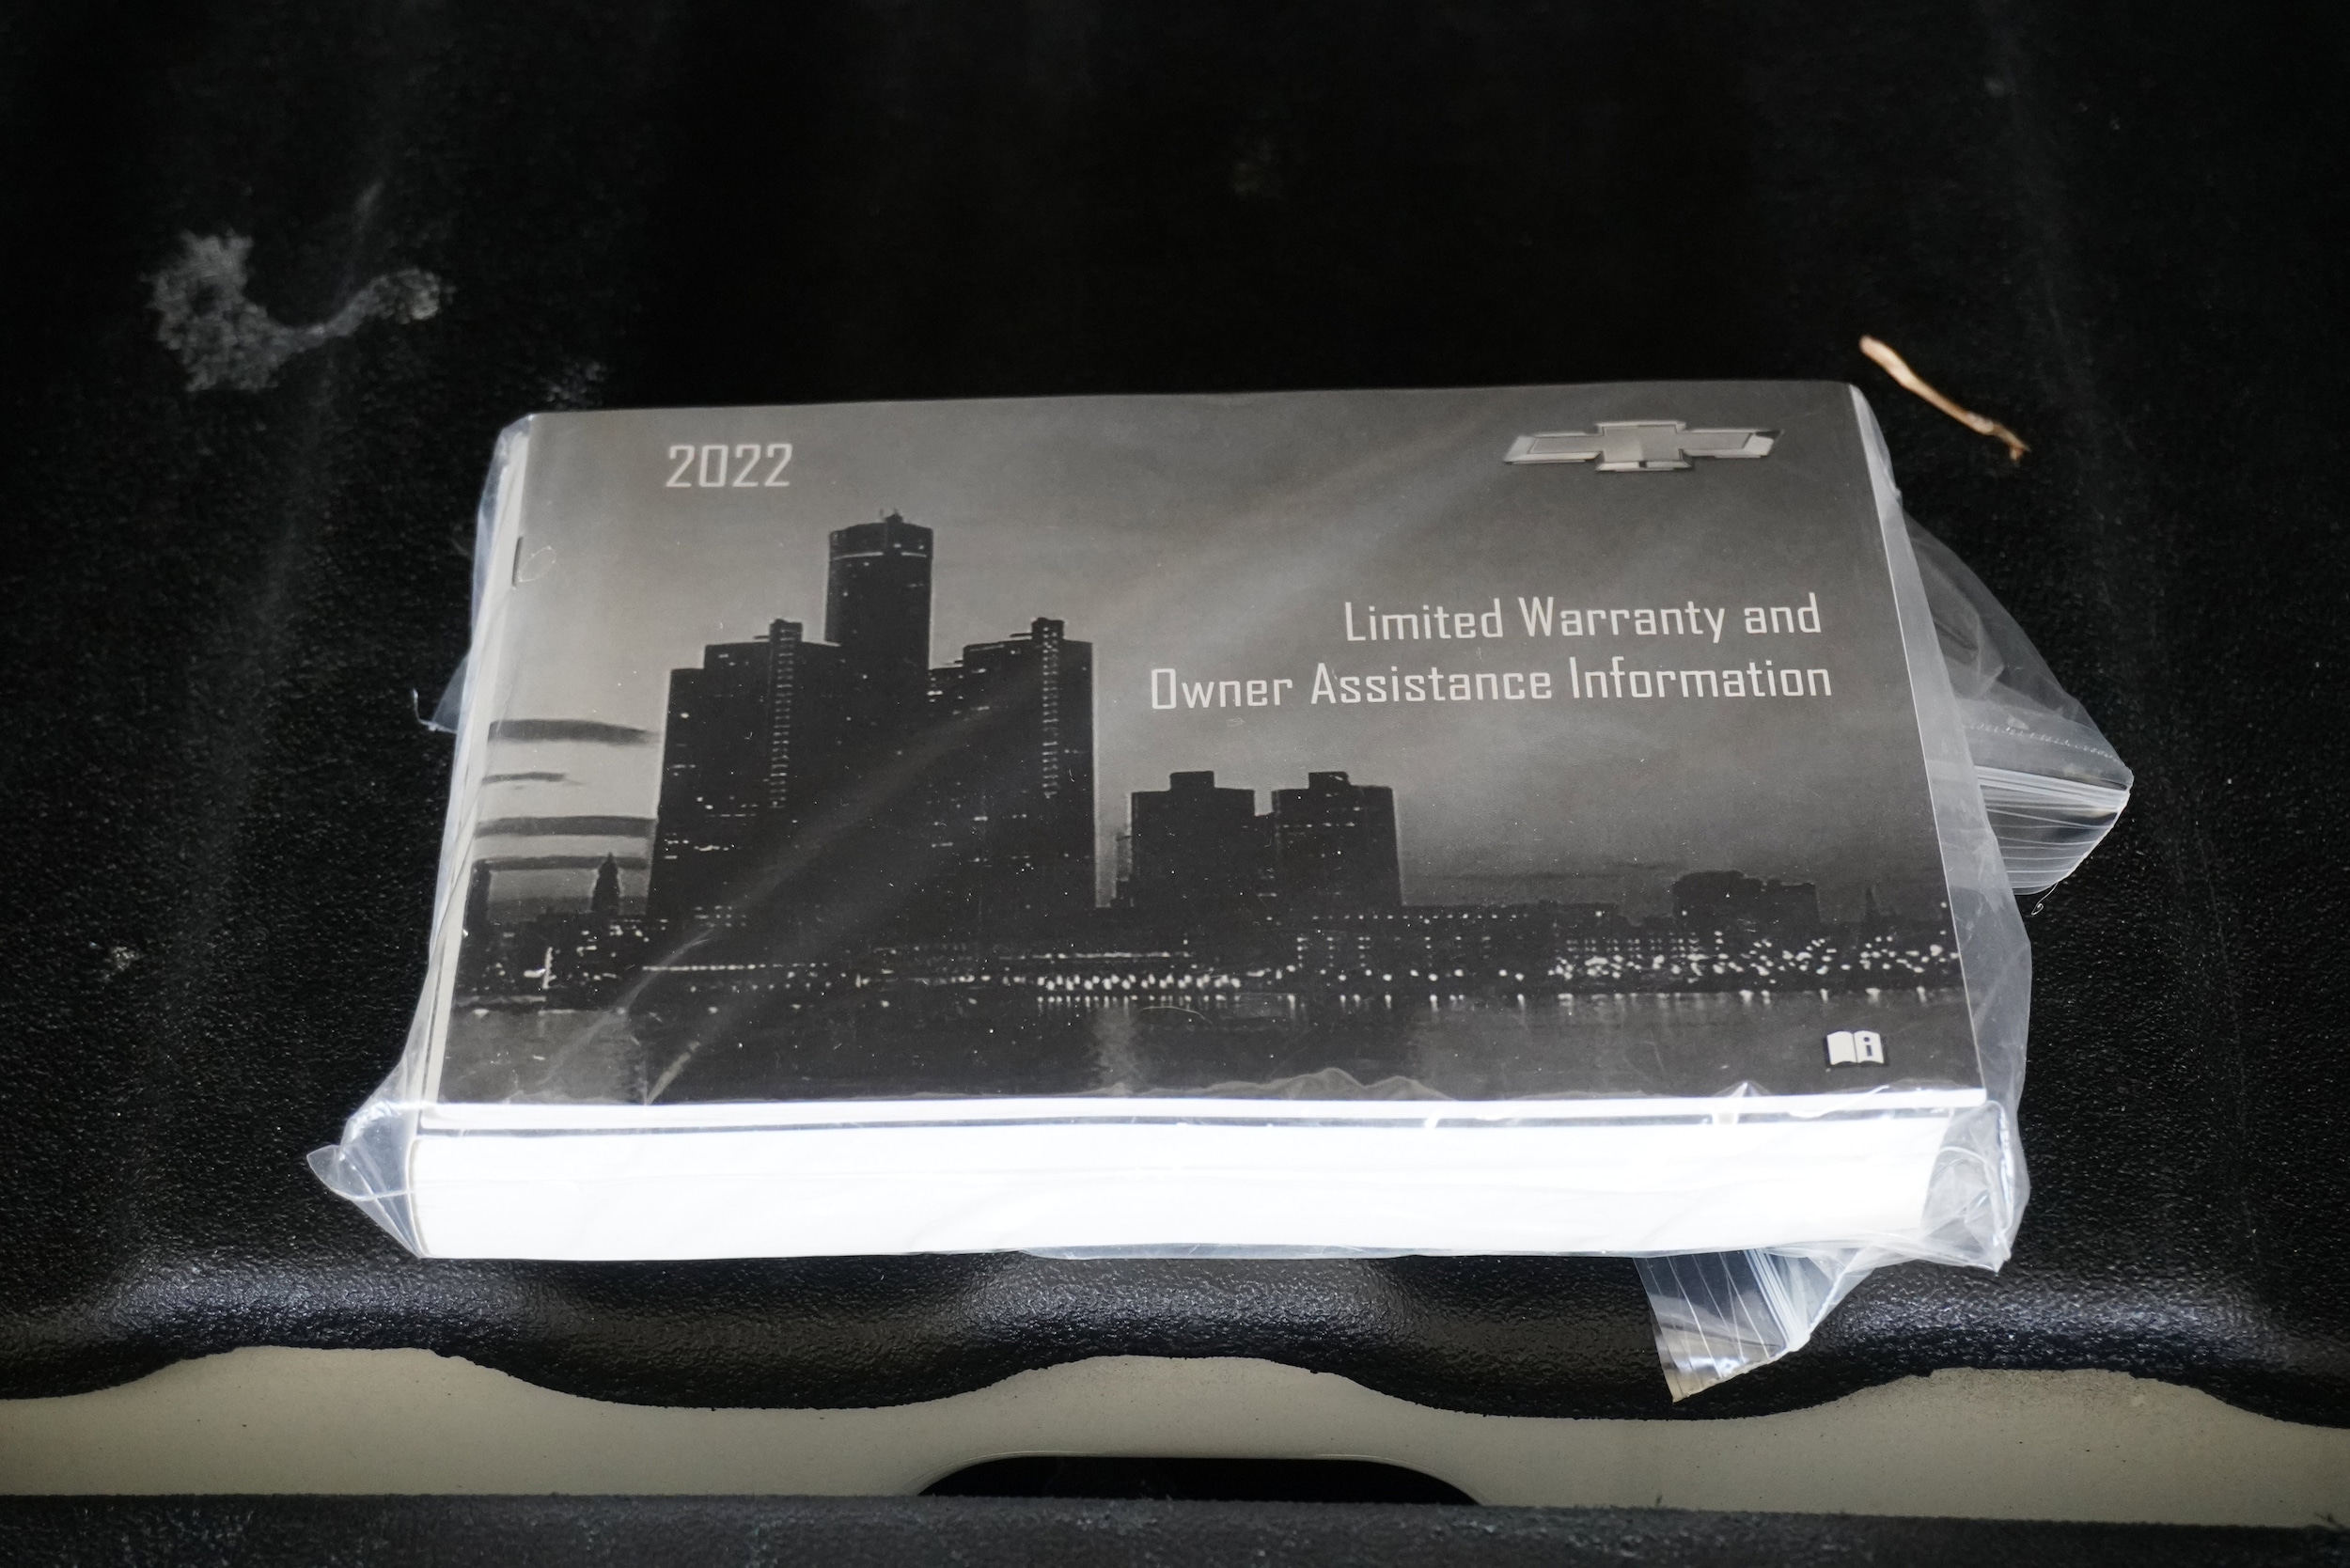 2022
Limited Warranty and
Owner Assistance Information
i